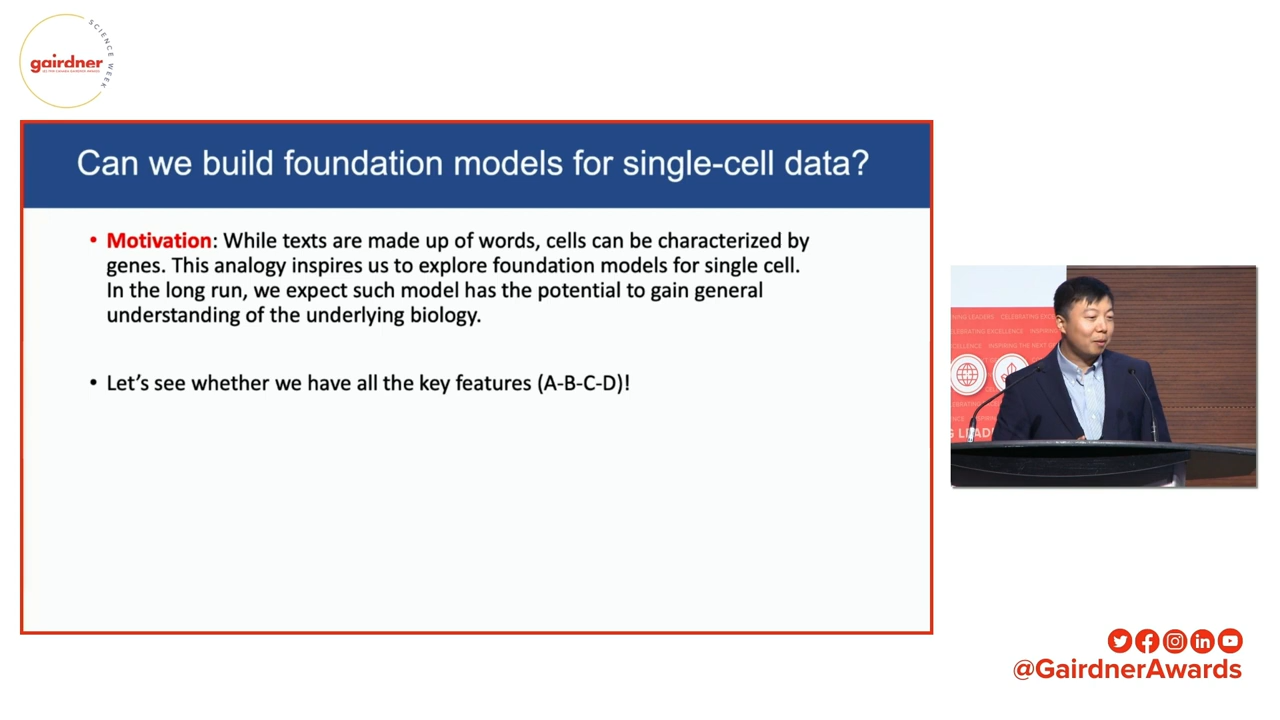 SCIENCE WEEK
gairdner
Can we build foundation models for single-cell data?
• Motivation: While texts are made up of words, cells can be characterized by
genes. This analogy inspires us to explore foundation models for single cell.
In the long run, we expect such model has the potential to gain general
understanding of the underlying biology.
• Let’s see whether we have all the key features (A-B-C-D)!
@GairdnerAwards